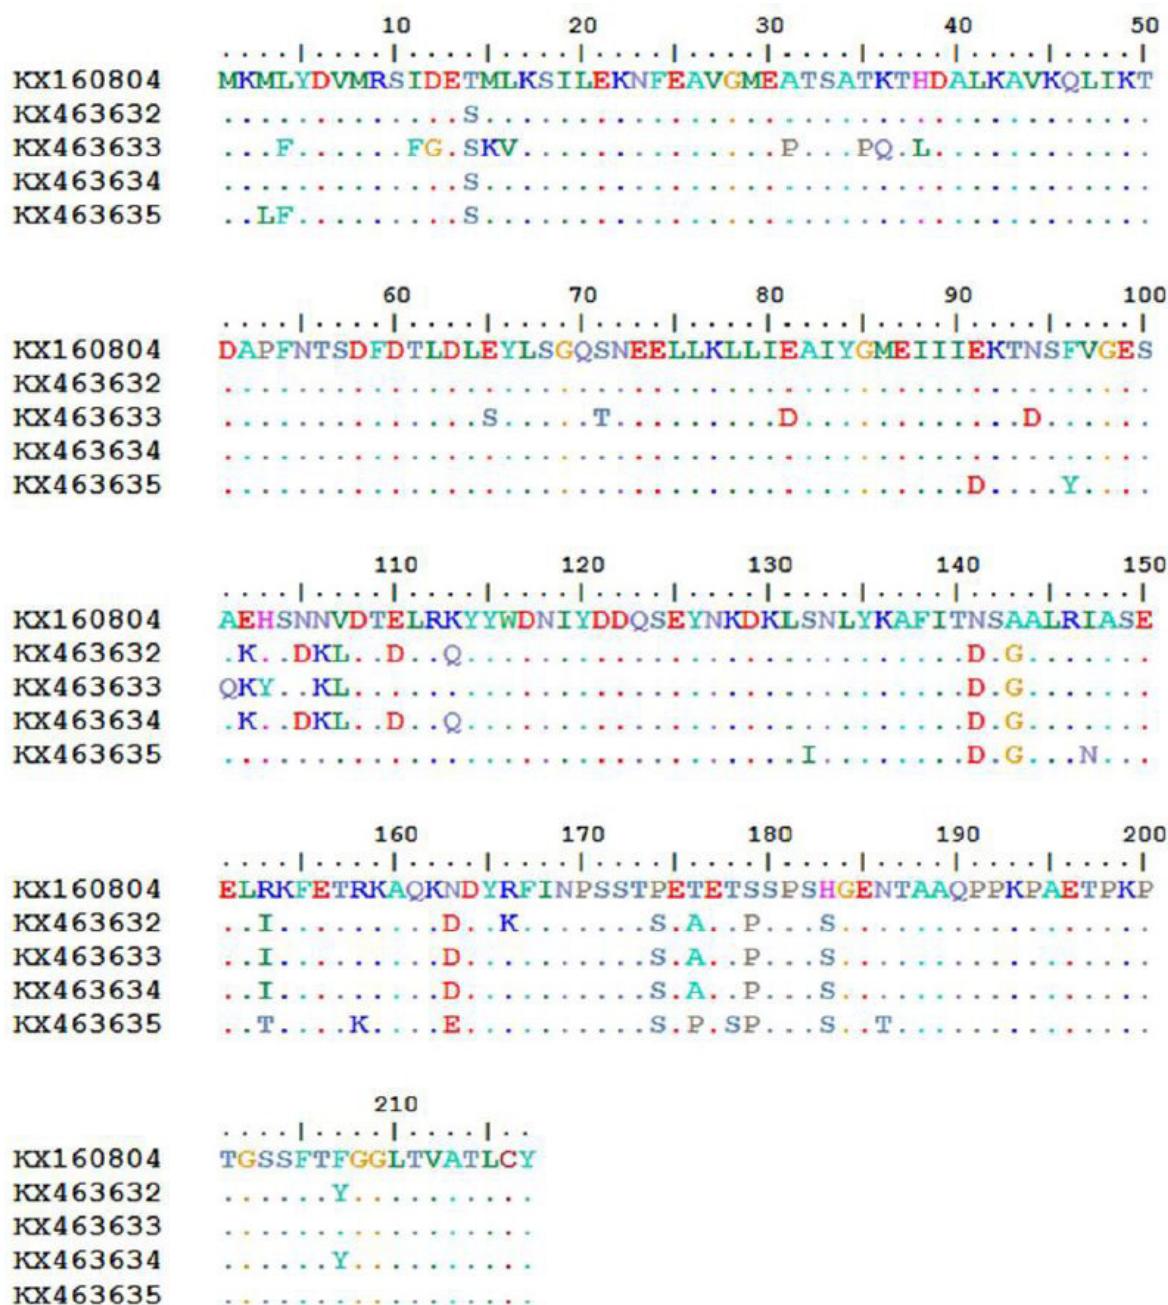 10 20 30 40 50
....|....|....|....|....|....|....|....|....|....|
KX160804 MKMLYDVMRSIDETMLKSILEKNFEAVGMEATSATKTHDALKAVKQLIKT
KX463632 .............S....................................
KX463633 ...F......FG.SKV..............P...PQ.L............
KX463634 .............S....................................
KX463635 ..LF.........S....................................
60 70 80 90 100
....|....|....|....|....|....|....|....|....|....|
KX160804 DAPFNTSDFDTLDLEYLSGQSNEELLKLLIEAIYGMEIIIEKTNSFVGES
KX463632 ..................................................
KX463633 ..............S.....T.........D............D......
KX463634 ..................................................
KX463635 ........................................D....Y....
110 120 130 140 150
....|....|....|....|....|....|....|....|....|....|
KX160804 AEHSNNVDTELRKYYWDNIYDDQSEYNKDKLSNLYKAFITNSAALRIASE
KX463632 .K..DKL..D..Q...........................D.G.......
KX463633 QKY..KL.................................D.G.......
KX463634 .K..DKL..D..Q...........................D.G.......
KX463635 ...............................I........D.G...N...
160 170 180 190 200
....|....|....|....|....|....|....|....|....|....|
KX160804 ELRKFETRKAQKNDYRFINPSSTPETETSSPSHGENTAAQPPKPAETPKP
KX463632 ..I.........D..K.......S.A..P...S.................
KX463633 ..I.........D..........S.A..P...S.................
KX463634 ..I.........D..........S.A..P...S.................
KX463635 ..T....K....E..........S.P.SP...S..T..............
210
....|....|....|..
KX160804 TGSSFTFGGLTVATLCY
KX463632 ......Y..........
KX463633 .................
KX463634 ......Y..........
KX463635 .................